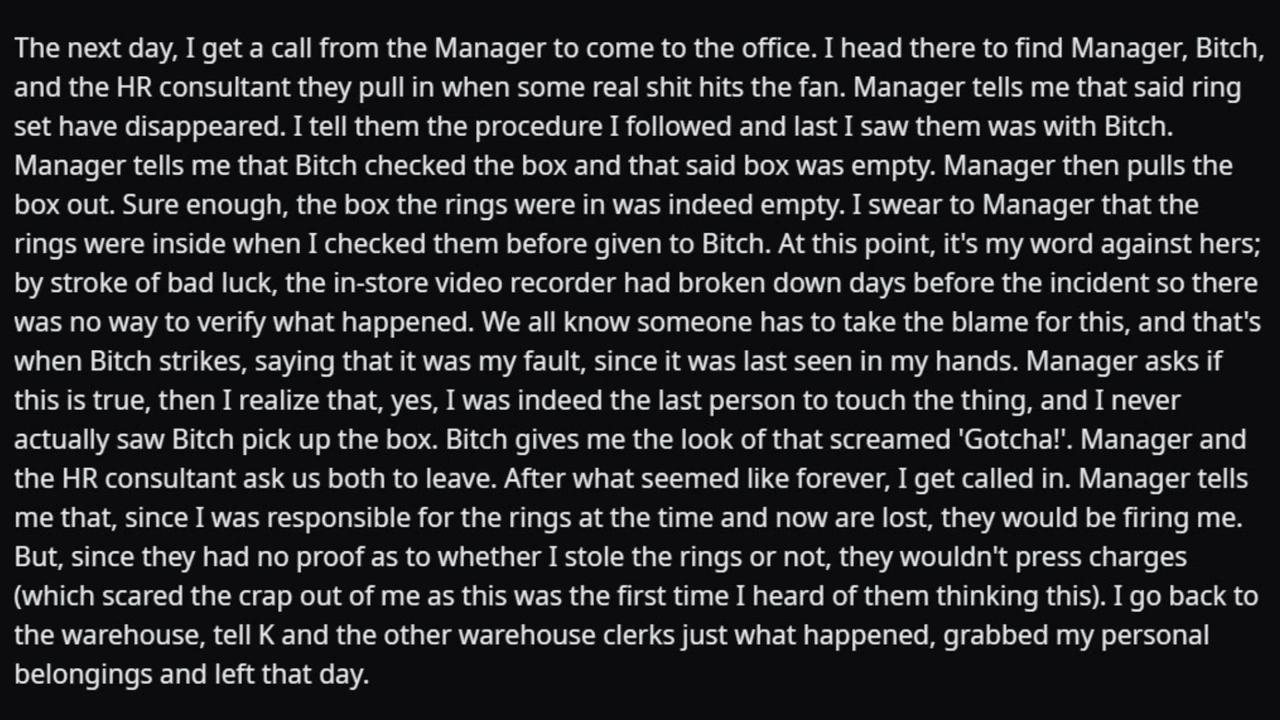 The next day, I get a call from the Manager to come to the office. I head there to find Manager, Bitch,
and the HR consultant they pull in when some real shit hits the fan. Manager tells me that said ring
set have disappeared. I tell them the procedure I followed and last I saw them was with Bitch.
Manager tells me that Bitch checked the box and that said box was empty. Manager then pulls the
box out. Sure enough, the box the rings were in was indeed empty. I swear to Manager that the
rings were inside when I checked them before given to Bitch. At this point, it's my word against hers;
by stroke of bad luck, the in-store video recorder had broken down days before the incident so there
was no way to verify what happened. We all know someone has to take the blame for this, and that's
when Bitch strikes, saying that it was my fault, since it was last seen in my hands. Manager asks if
this is true, then I realize that, yes, I was indeed the last person to touch the thing, and I never
actually saw Bitch pick up the box. Bitch gives me the look of that screamed 'Gotcha!'. Manager and
the HR consultant ask us both to leave. After what seemed like forever, I get called in. Manager tells
me that, since I was responsible for the rings at the time and now are lost, they would be firing me.
But, since they had no proof as to whether I stole the rings or not, they wouldn't press charges
(which scared the crap out of me as this was the first time I heard of them thinking this). I go back to
the warehouse, tell K and the other warehouse clerks just what happened, grabbed my personal
belongings and left that day.